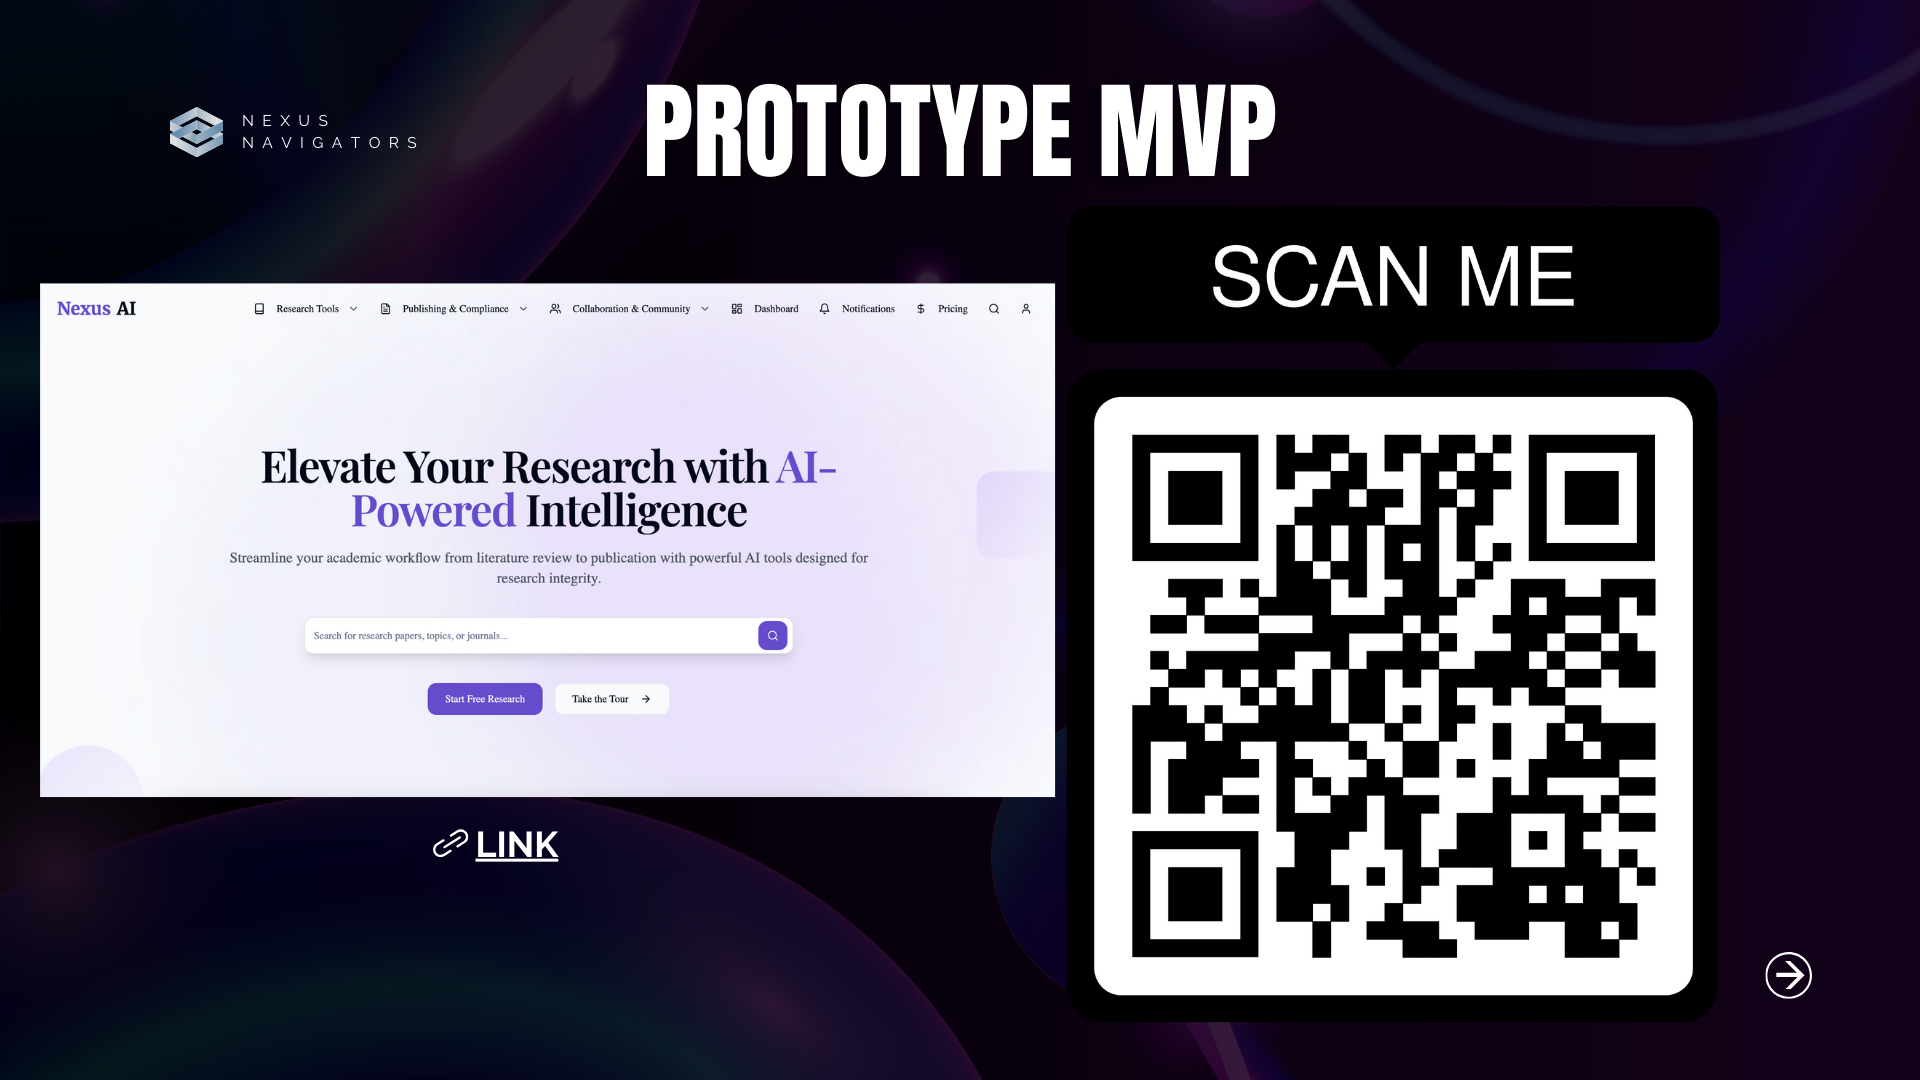 NEXUS
NAVIGATORS
PROTOTYPE MVP
SCAN ME
Nexus AI
Research Tools
Publishing & Compliance
Collaboration & Community
Dashboard
Notifications
Pricing
Elevate Your Research with AI-
Powered Intelligence
Streamline your academic workflow from literature review to publication with powerful AI tools designed for
research integrity.
Search for research papers, topics, or journals...
Start Free Research
Take the Tour
LINK